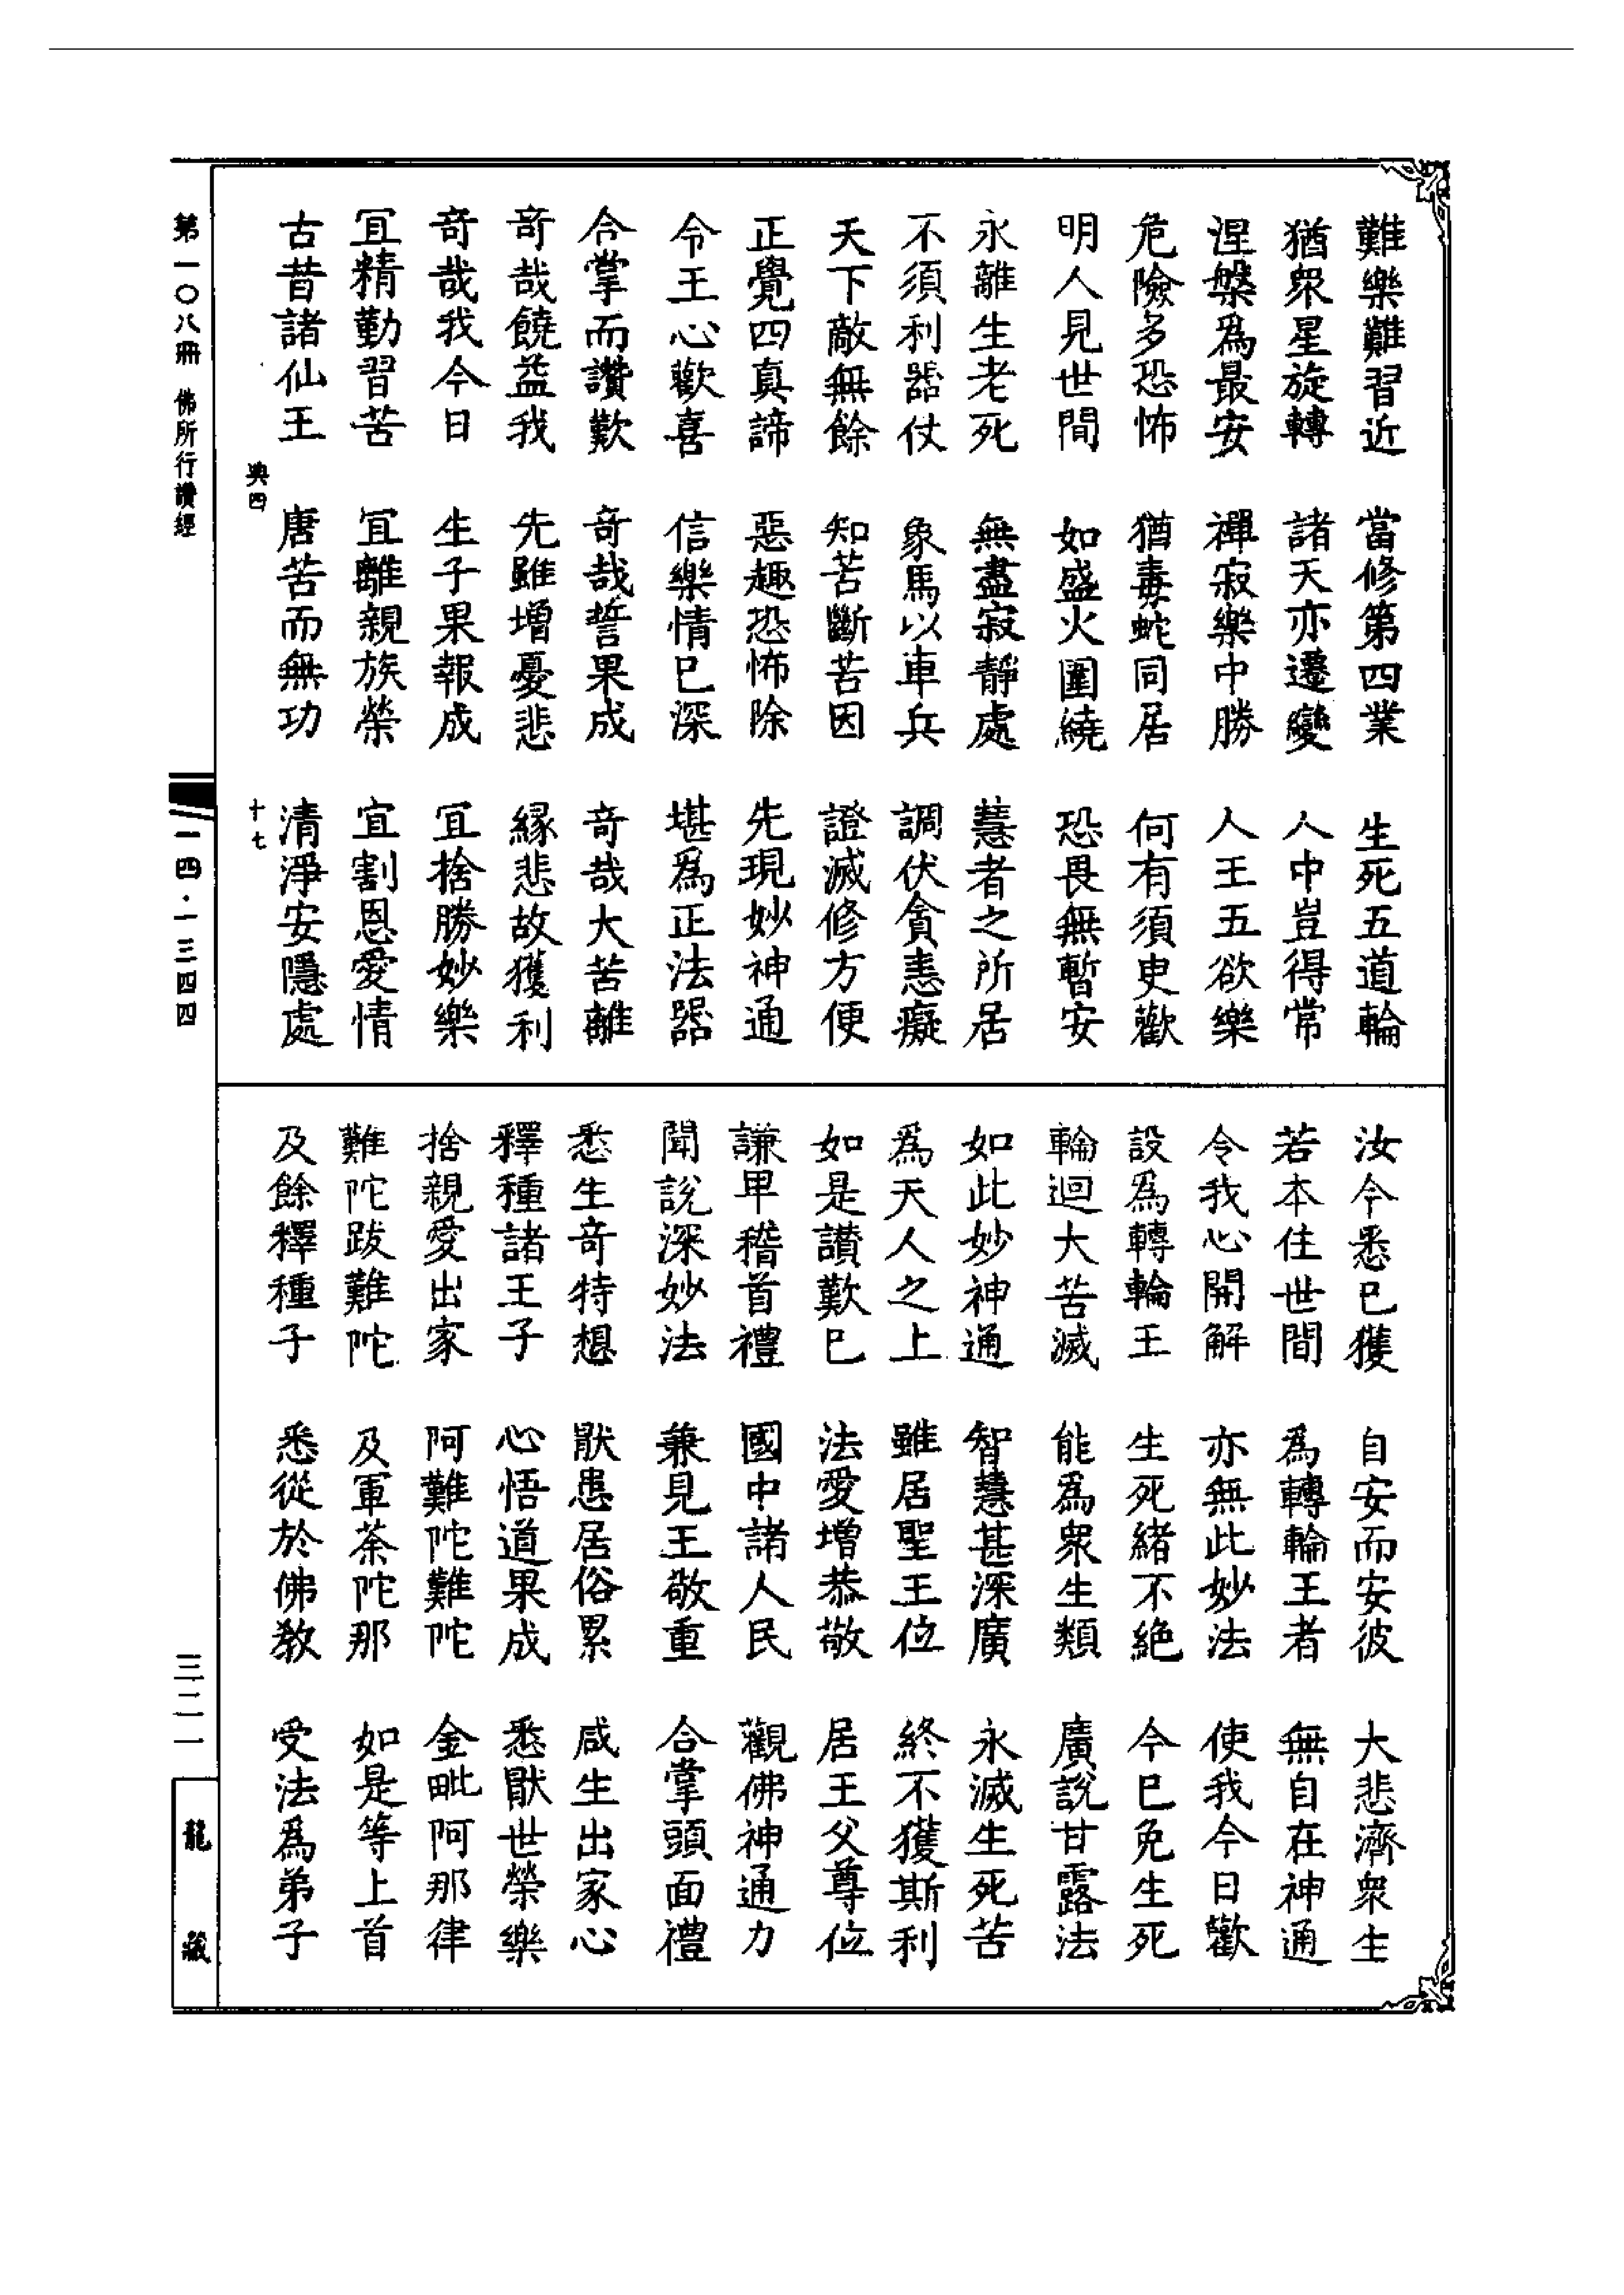 難樂難習近　當修第四業　生死五道輪
猶衆星旋轉　諸天亦遷變　人中豈得常
涅槃爲最安　禪寂樂中勝　人王五欲樂
危險多恐怖　猶毒蛇同居　何有須臾歡
明人見世間　如盛火圍繞　恐畏無暫安
永離生老死　無盡寂靜處　慧者之所居
不須利器仗　象馬以車兵　調伏貪恚癡
天下敵無餘　知苦斷苦因　證滅修方便
正覺四真諦　惡趣恐怖除　先現妙神通
令王心歡喜　信樂情已深　堪爲正法器
合掌而讚歎　奇哉誓果成　奇哉大苦離
奇哉饒益我　先雖增憂悲　緣悲故獲利
奇哉我今日　生子果報成　宜捨勝妙樂
宜精勤習苦　宜離親族榮　宜割恩愛情
古昔諸仙王　唐苦而無功　清淨安隱處
汝今悉已獲　自安而安彼　大悲濟衆生
若本住世間　爲轉輪王者　無自在神通
令我心開解　亦無此妙法　使我今日歡
設爲轉輪王　生死緒不絕　今已免生死
輪迴大苦滅　能爲衆生類　廣說甘露法
如此妙神通　智慧甚深廣　永滅生死苦
爲天人之上　雖居聖王位　終不獲斯利
如是讚歎已　法愛增恭敬　居王父尊位
謙卑稽首禮　國中諸人民　觀佛神通力
聞說深妙法　兼見王敬重　合掌頭面禮
悉生奇特想　厭患居俗累　咸生出家心
釋種諸王子　心悟道果成　悉厭世榮樂
捨親愛出家　阿難陀難陀　金毗阿那律
難陀跋難陀　及軍荼陀那　如是等上首
及餘釋種子　悉從於佛教　受法爲弟子
典四　十七
第一〇八冊　佛所行讚經　一四·一三四四　三二一
龍藏